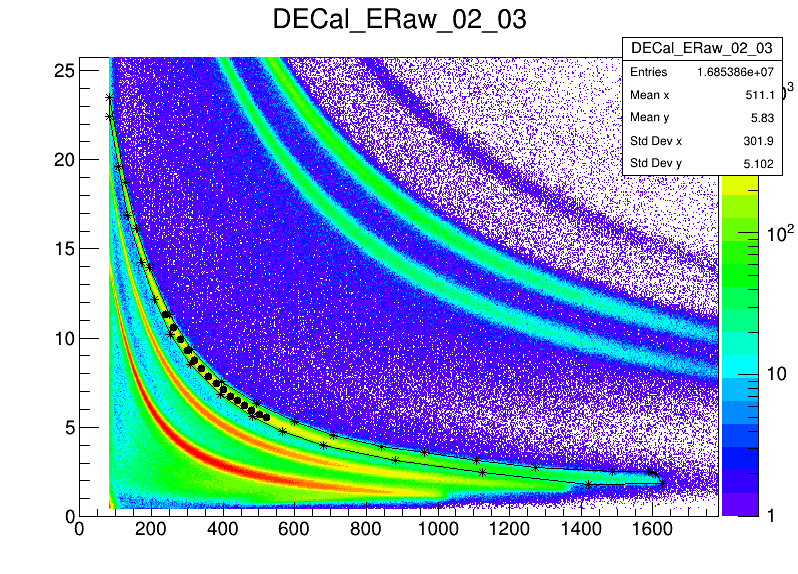 DECal_ERaw_02_03
DECal_ERaw_02_03
Entries 1.685386e+07
Mean x 511.1
Mean y 5.83
Std Dev x 301.9
Std Dev y 5.102
25
20
15
10
5
0
0 200 400 600 800 1000 1200 1400 1600
10²
10
1